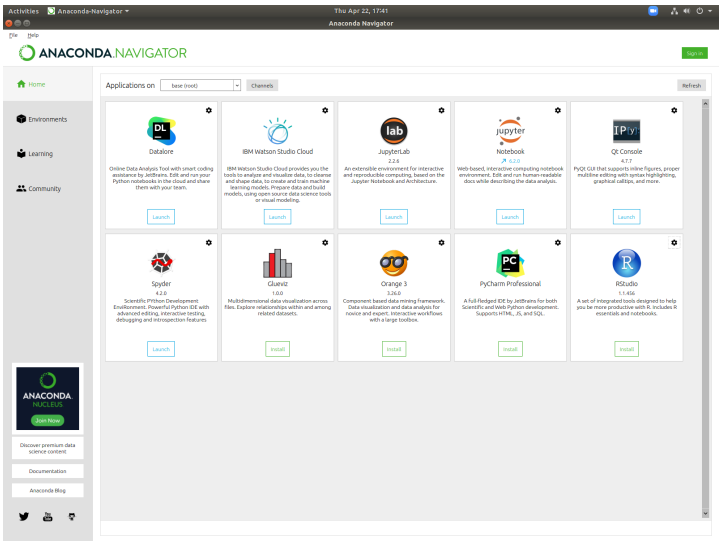 Activities
Anaconda-Navigator
Thu Apr 22, 17:41
Anaconda Navigator
File Help
ANACONDA.NAVIGATOR
Sign in
Home
Environments
Learning
Community
Applications on
base (root)
Channels
Refresh
DL
Datalore
Online Data Analysis Tool with smart coding
assistance by JetBrains. Edit and run your
Python notebooks in the cloud and share
them with your team.
Launch
IBM Watson Studio Cloud
IBM Watson Studio Cloud provides you the
tools to analyze and visualize data, to cleanse
and shape data, to create and train machine
learning models. Prepare data and build
models, using open source data science tools
or visual modeling.
Launch
lab
JupyterLab
2.2.6
An extensible environment for interactive
and reproducible computing, based on the
Jupyter Notebook and Architecture.
Launch
jupyter
Notebook
6.2.0
Web-based, interactive computing notebook
environment. Edit and run human-readable
docs while describing the data analysis.
Launch
IP[y]:
Qt Console
4.7.7
PyQt GUI that supports inline figures, proper
multiline editing with syntax highlighting,
graphical calltips, and more.
Launch
Spyder
4.2.0
Scientific PYthon Development
EnviRonment. Powerful Python IDE with
advanced editing, interactive testing,
debugging and introspection features
Launch
Glueviz
1.0.0
Multidimensional data visualization across
files. Explore relationships within and among
related datasets.
Install
Orange 3
3.26.0
Component based data mining framework.
Data visualization and data analysis for
novice and expert. Interactive workflows
with a large toolbox.
Install
PC
PyCharm Professional
A full-fledged IDE by JetBrains for both
Scientific and Web Python development.
Supports HTML, JS, and SQL.
Install
R
RStudio
1.1.456
A set of integrated tools designed to help
you be more productive with R. Includes R
essentials and notebooks.
Install
ANACONDA.
NUCLEUS
Join Now
Discover premium data
science content
Documentation
Anaconda Blog
You
Tube